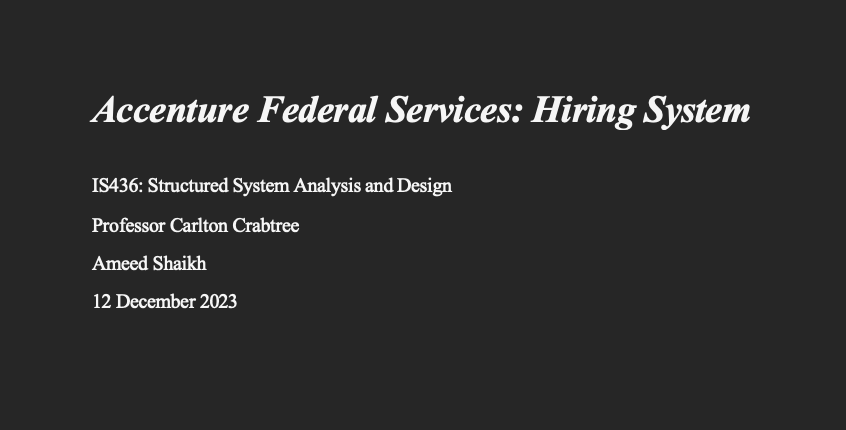 Accenture Federal Services: Hiring System
IS436: Structured System Analysis and Design
Professor Carlton Crabtree
Ameed Shaikh
12 December 2023